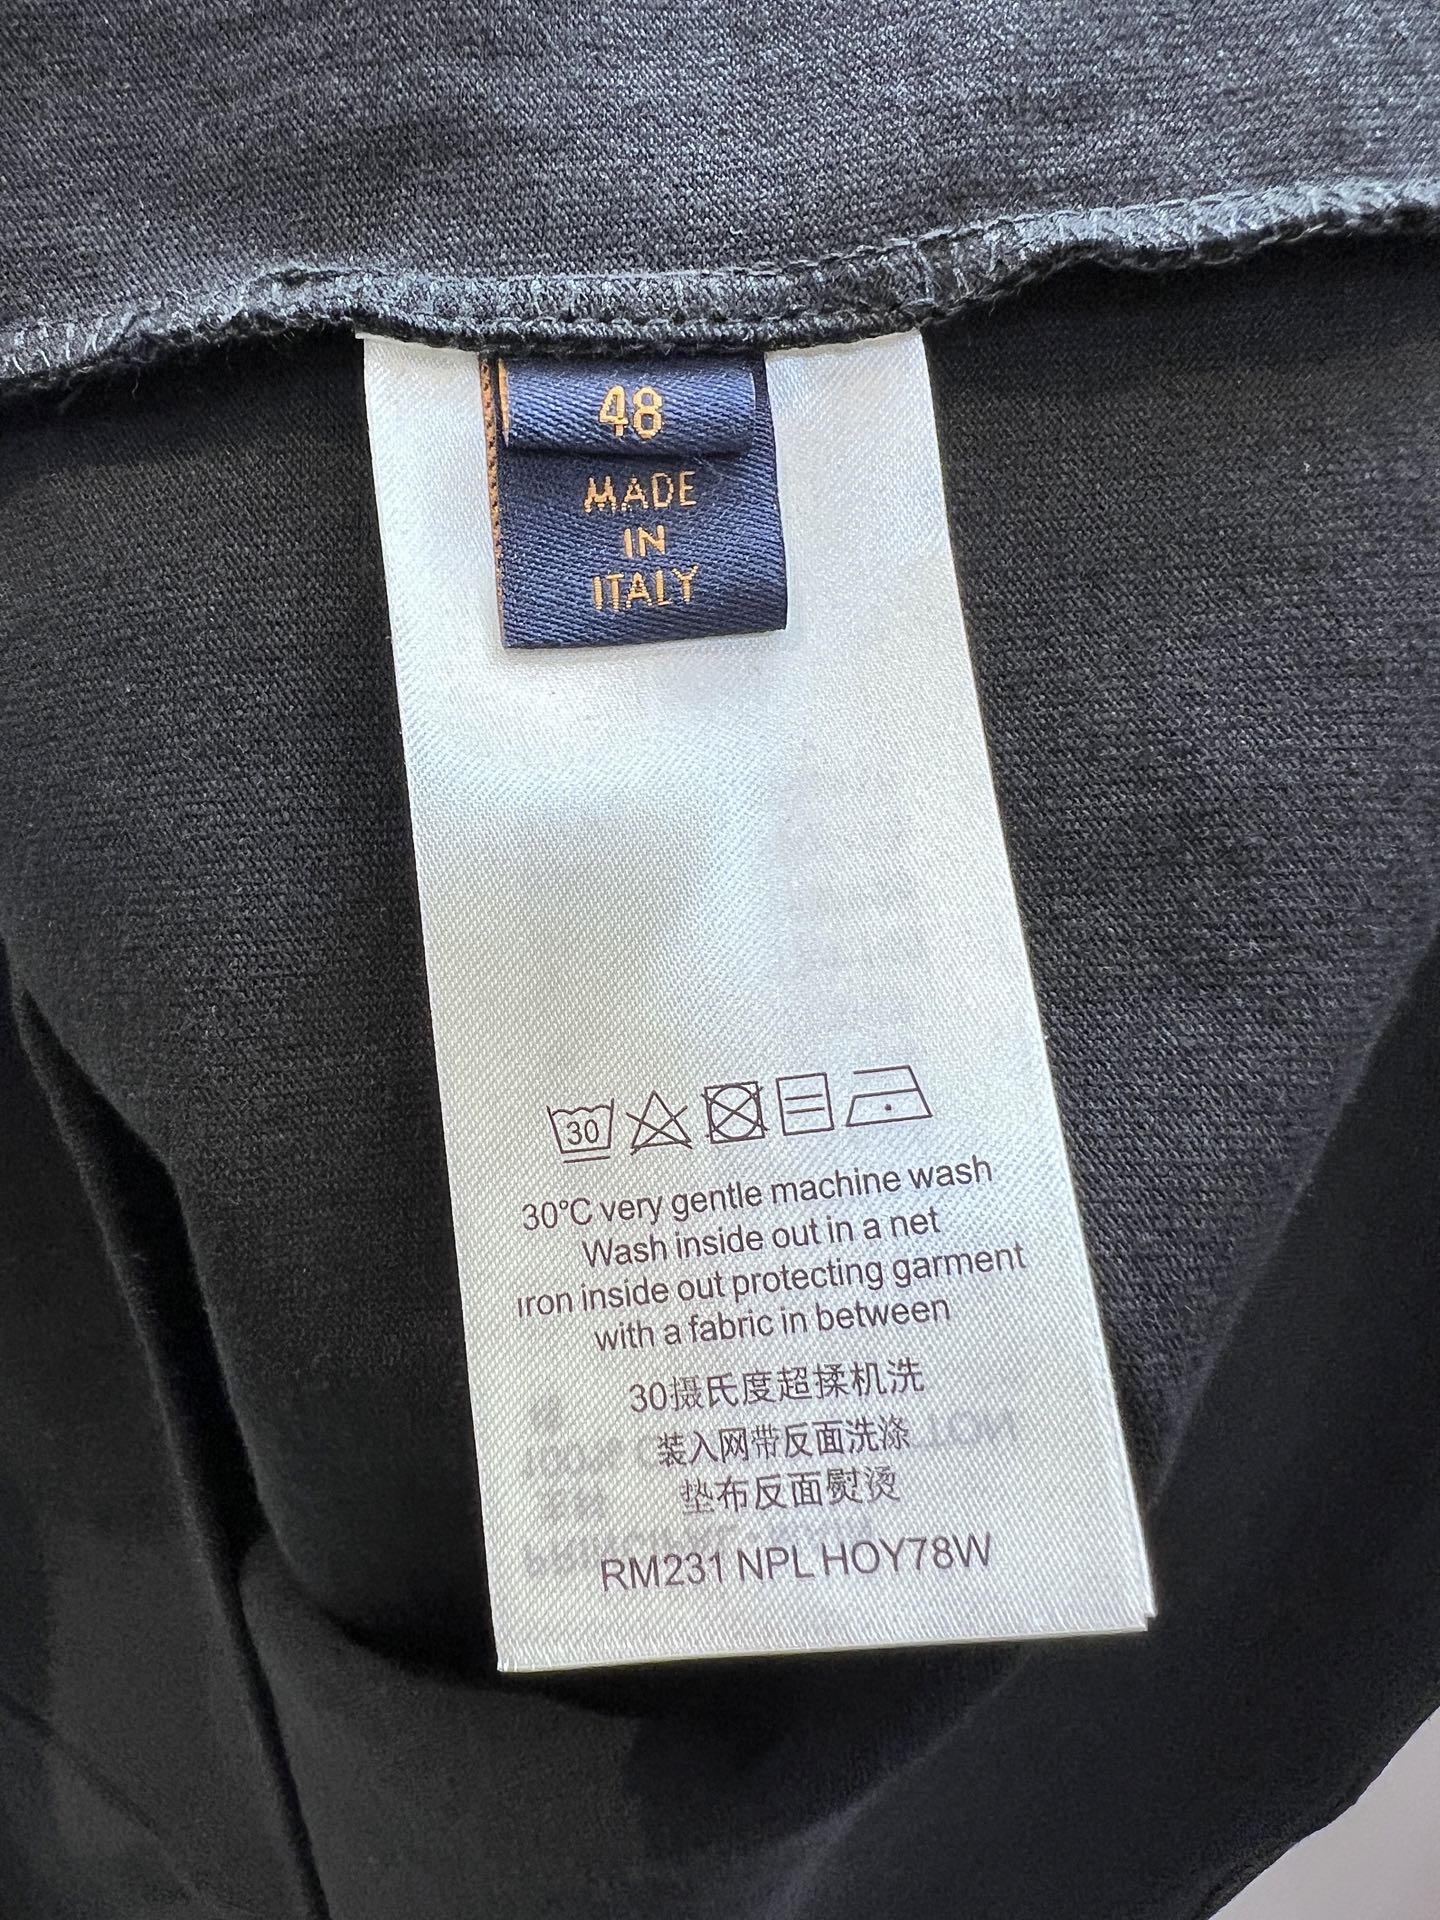 48
MADE
IN
ITALY
30
30°C very gentle machine wash
Wash inside out in a net
iron inside out protecting garment
with a fabric in between
30摄氏度超揉机洗
装入网带反面洗涤
垫布反面熨烫
RM231 NPL HOY78W